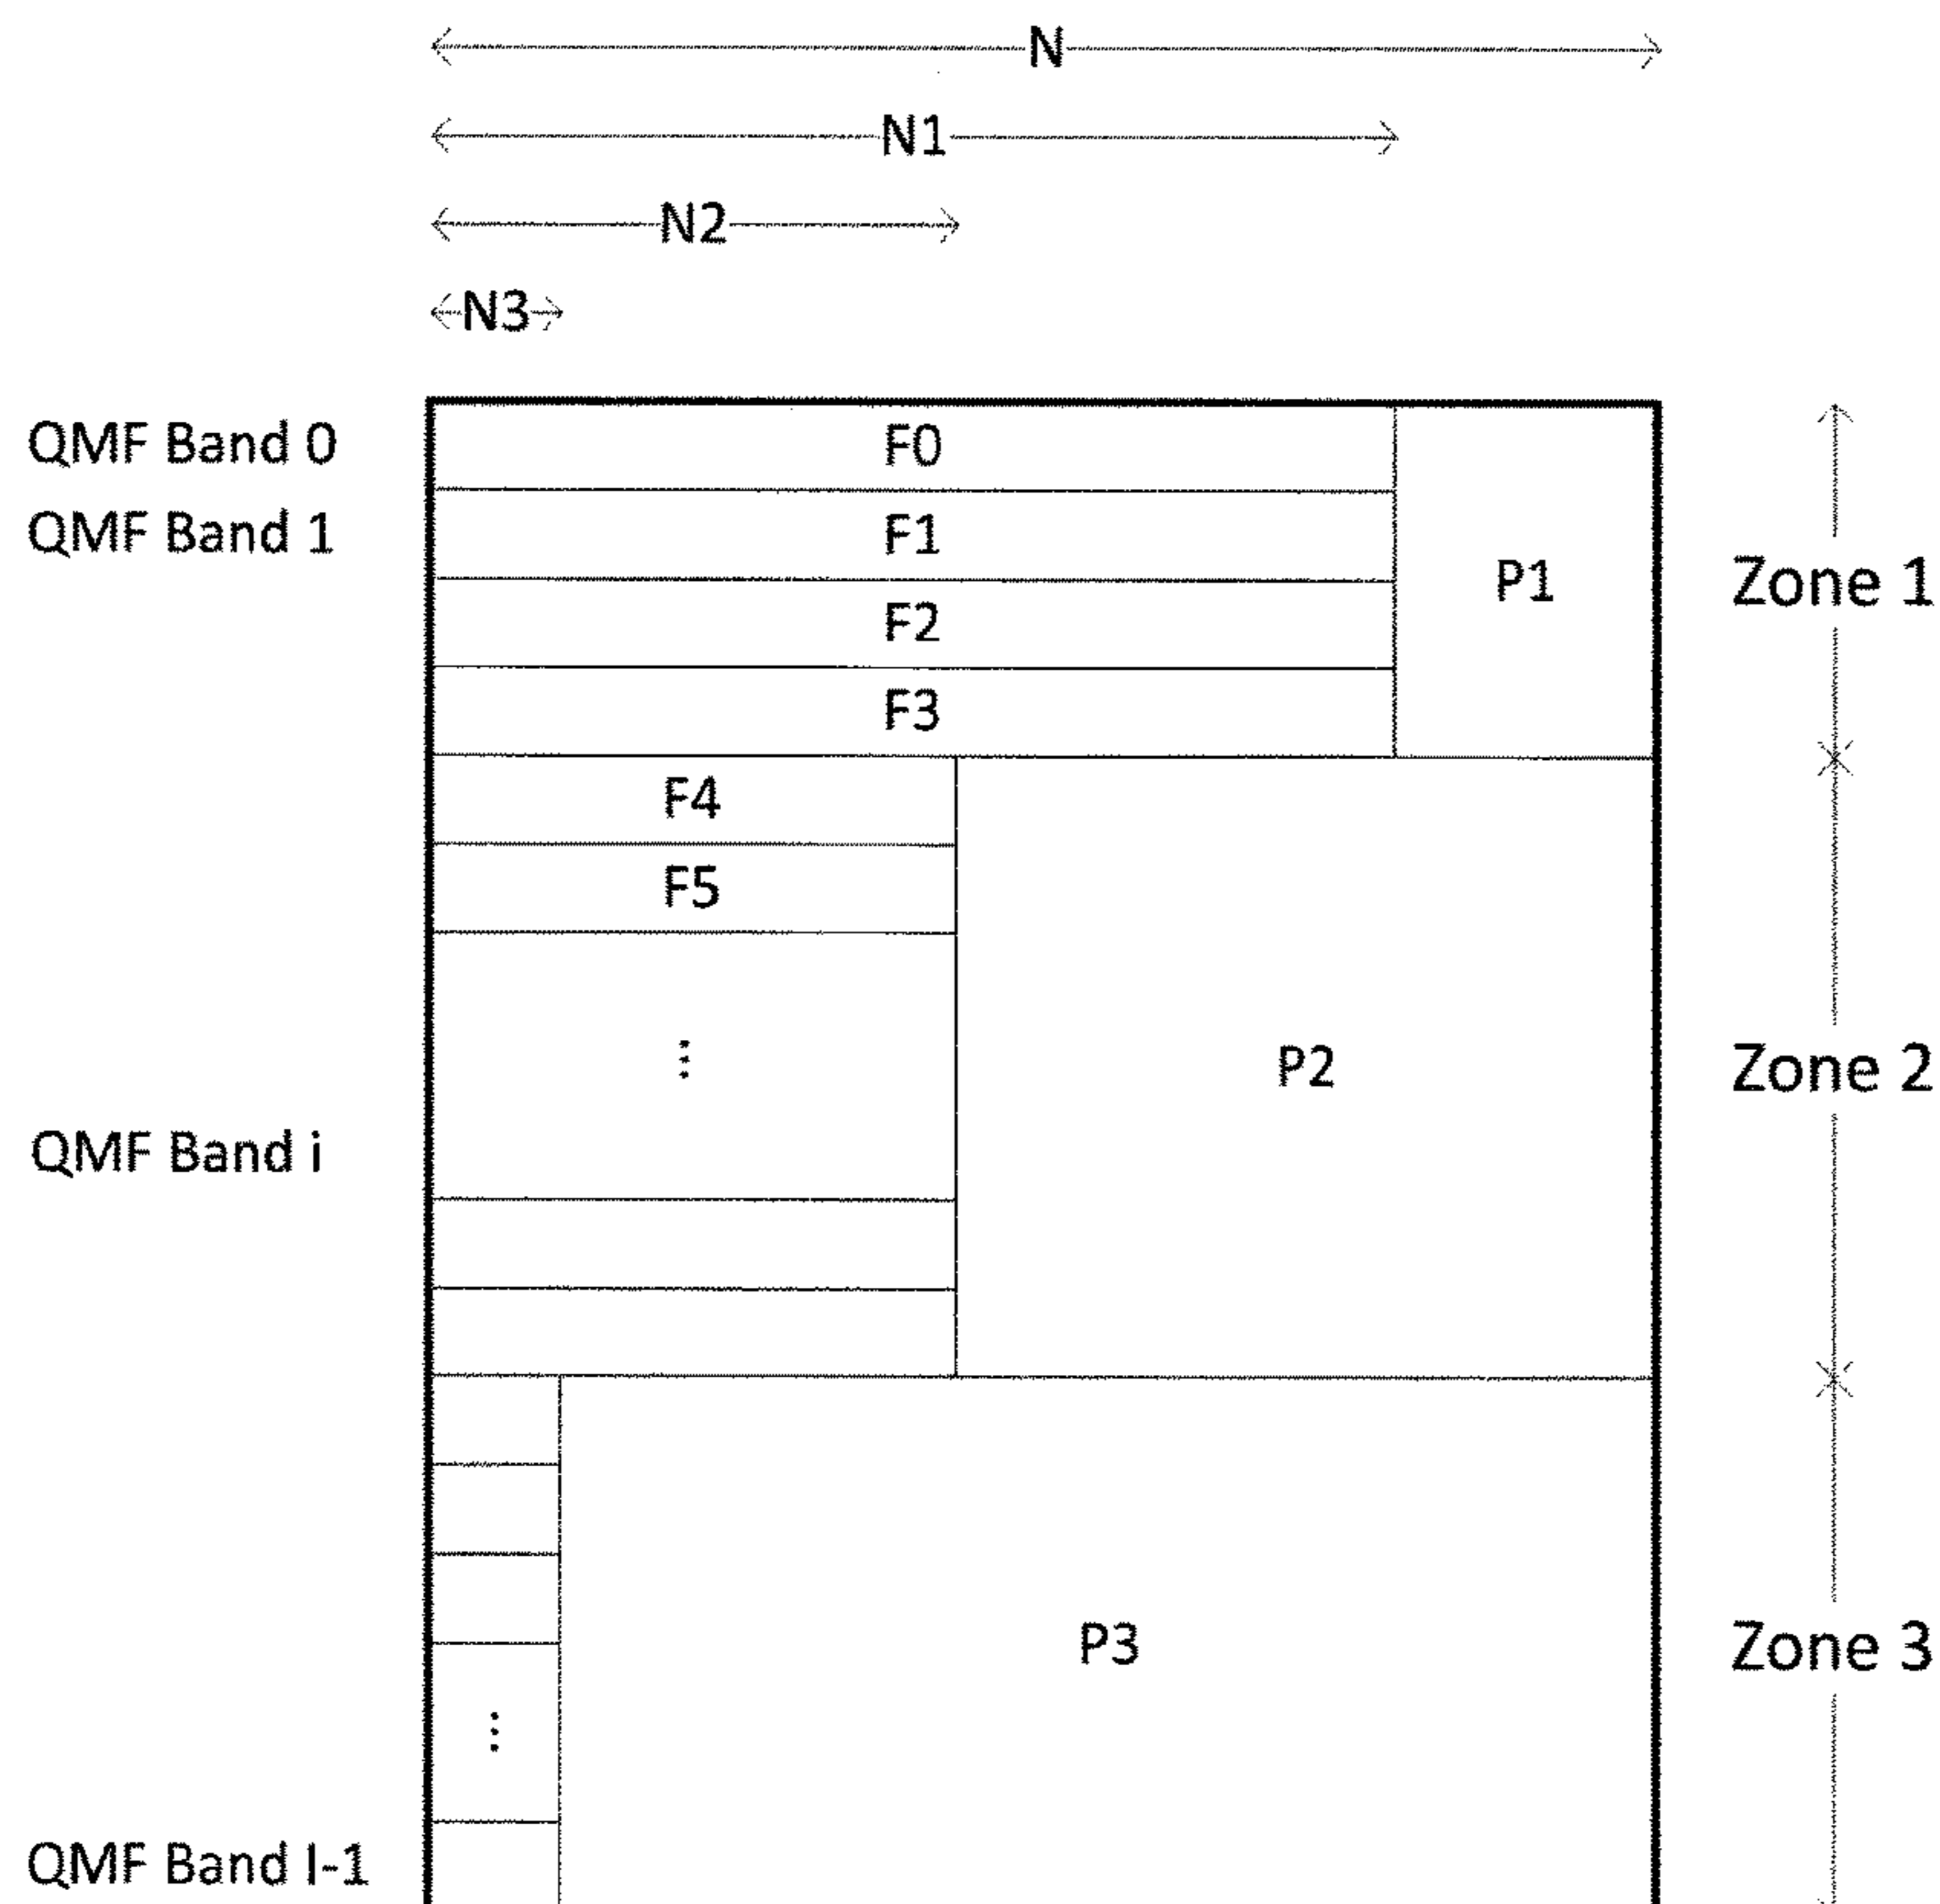 N
N1
N2
N3
QMF Band 0
F0
QMF Band 1
F1
P1
Zone 1
F2
F3
F4
F5
⋮
P2
Zone 2
QMF Band i
P3
Zone 3
⋮
QMF Band I-1